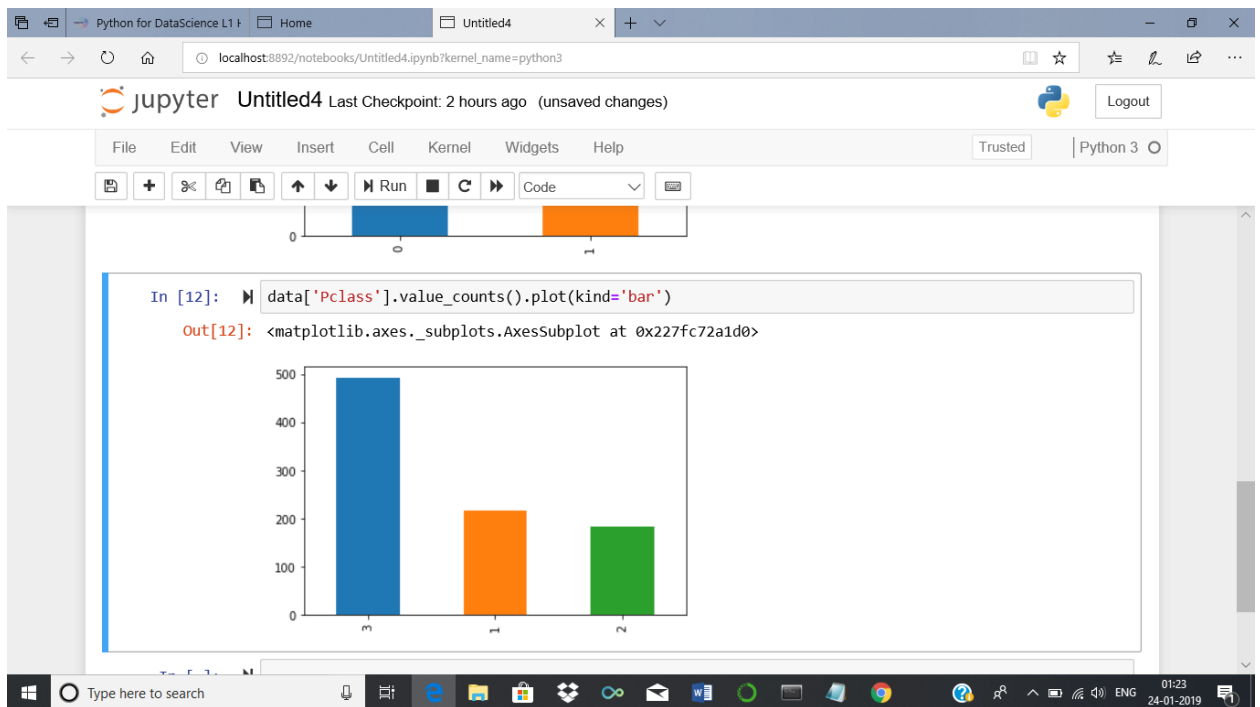 Python for DataScience L1 H
Home
Untitled4
localhost:8892/notebooks/Untitled4.ipynb?kernel_name=python3
jupyter Untitled4 Last Checkpoint: 2 hours ago (unsaved changes)
Logout
File Edit View Insert Cell Kernel Widgets Help
Trusted
Python 3
Run
Code
0
0 1
In [12]: data['Pclass'].value_counts().plot(kind='bar')
Out[12]: <matplotlib.axes._subplots.AxesSubplot at 0x227fc72a1d0>
500
400
300
200
100
0
3 1 2
In [ ]:
Type here to search
ENG
01:23
24-01-2019